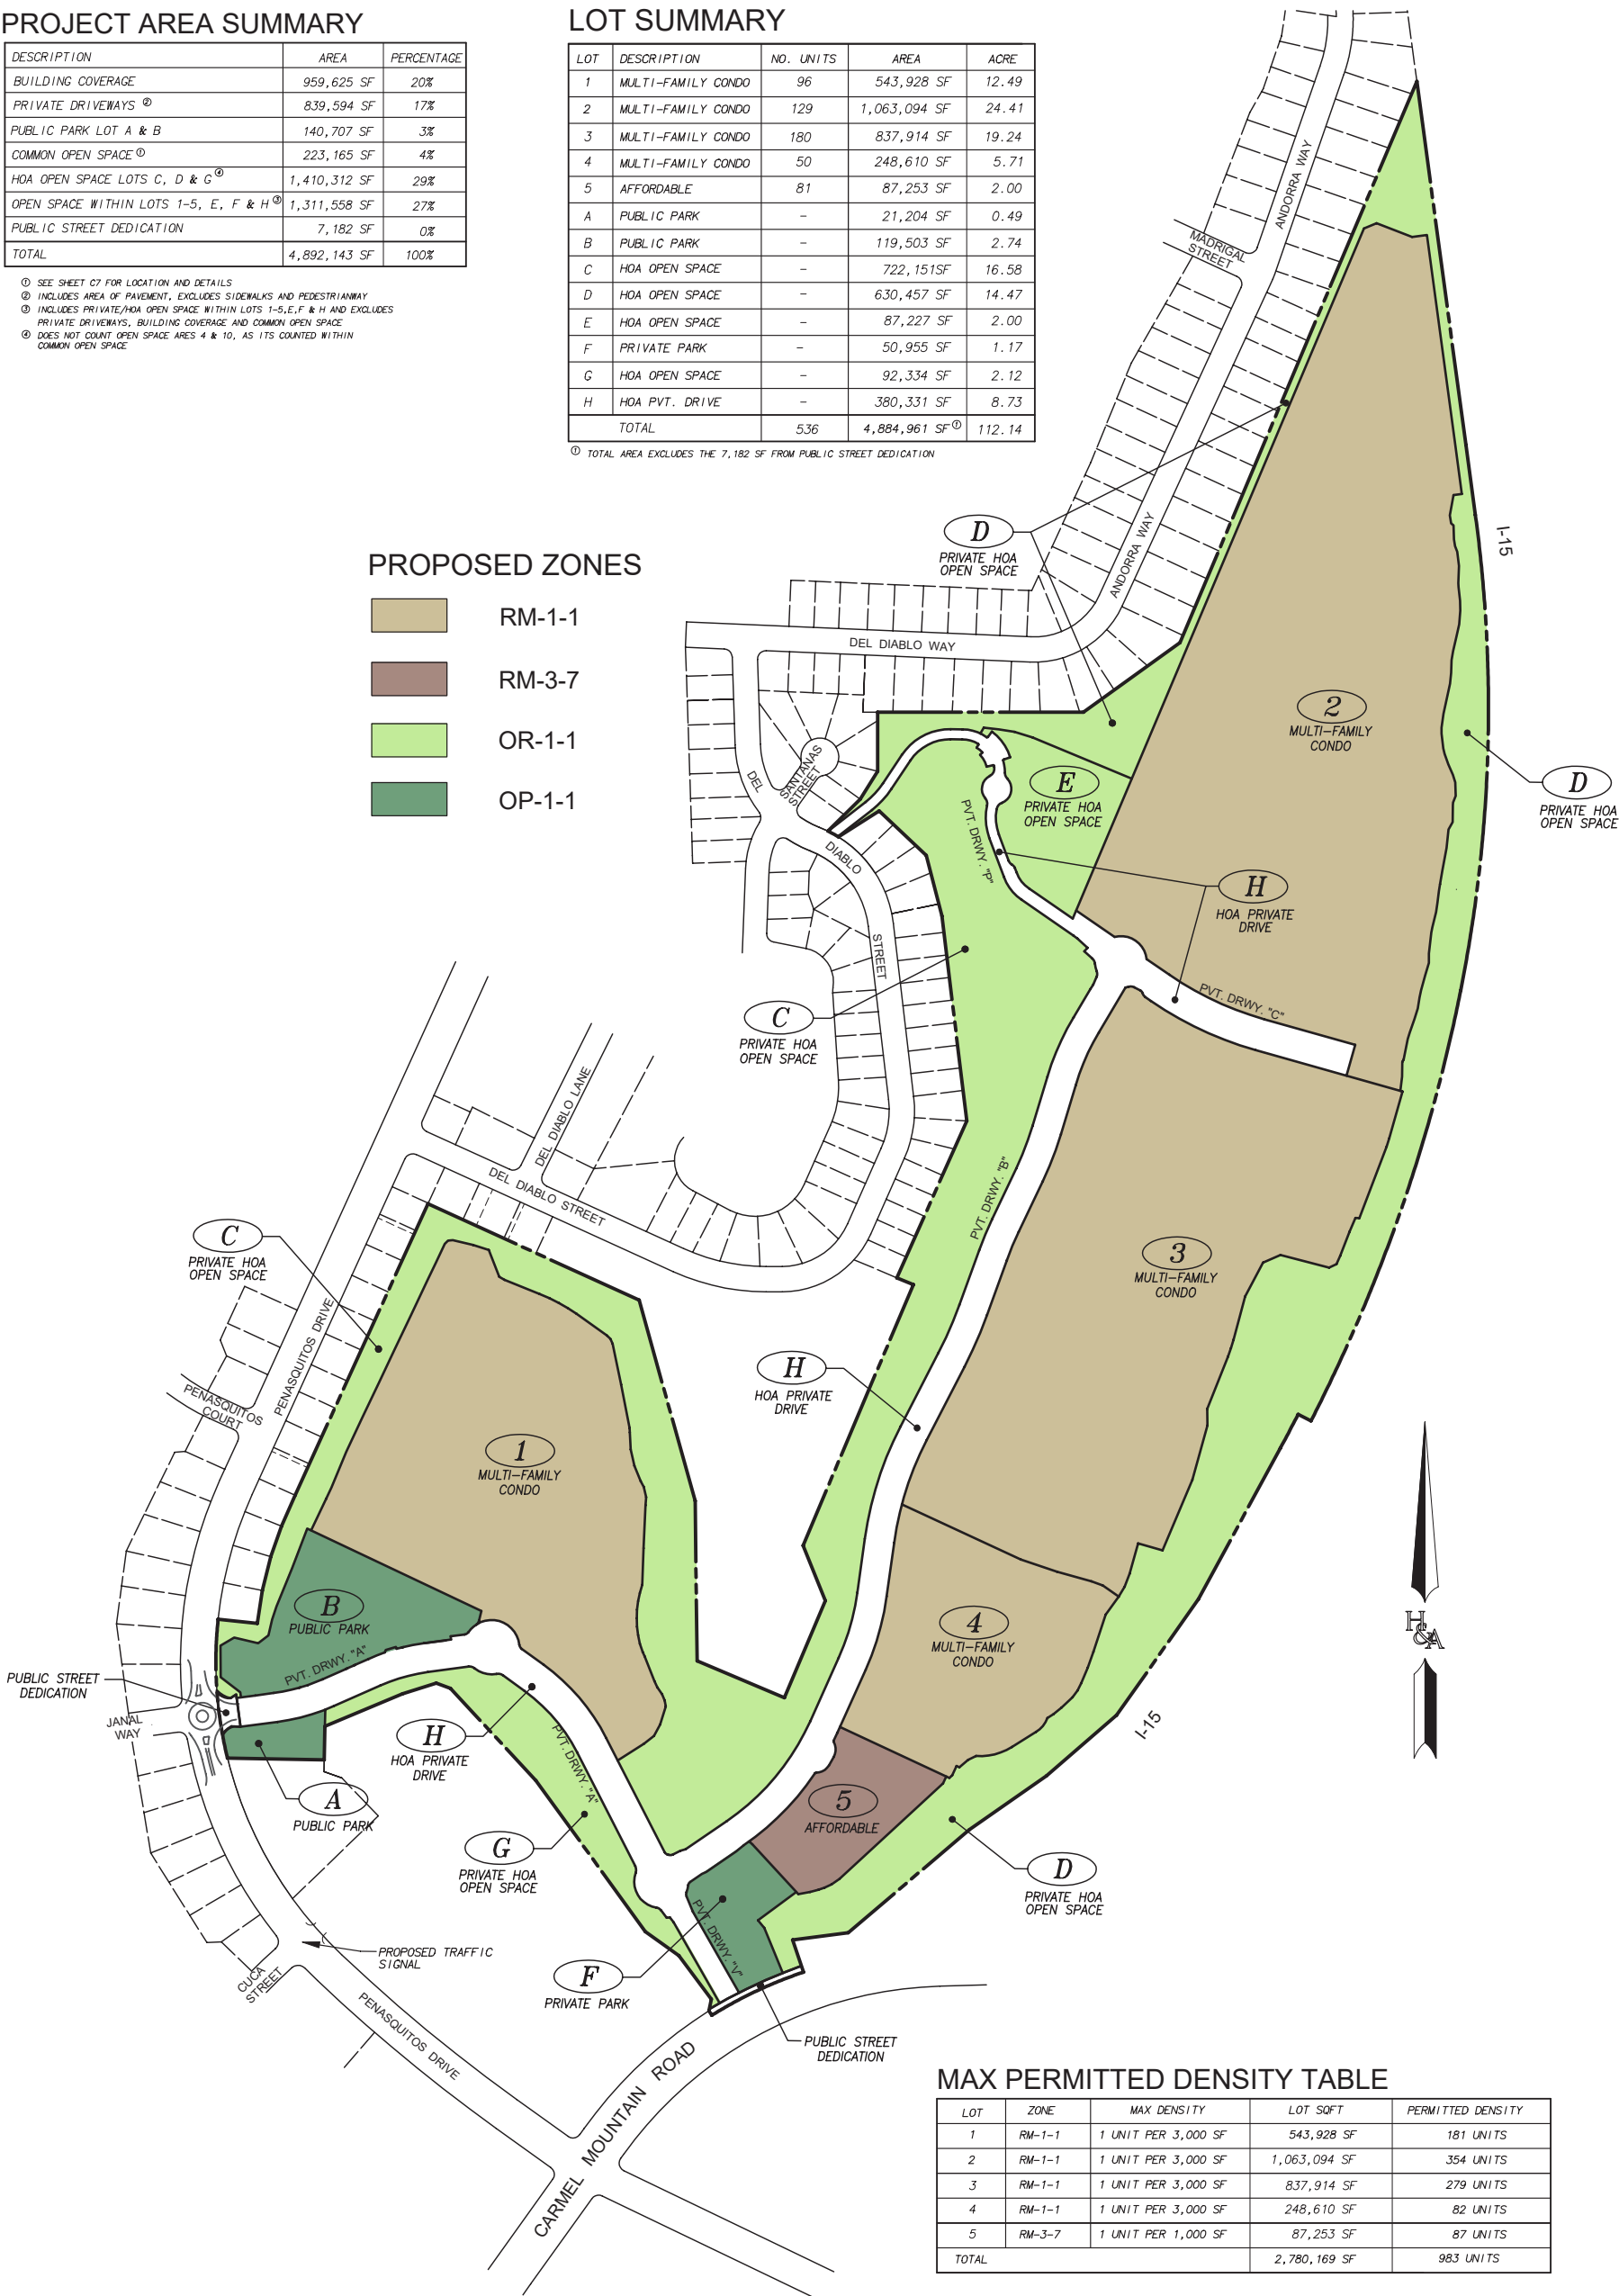 PROJECT AREA SUMMARY
DESCRIPTION AREA PERCENTAGE
BUILDING COVERAGE 959,625 SF 20%
PRIVATE DRIVEWAYS ② 839,594 SF 17%
PUBLIC PARK LOT A & B 140,707 SF 3%
COMMON OPEN SPACE ① 223,165 SF 4%
HOA OPEN SPACE LOTS C, D & G ④ 1,410,312 SF 29%
OPEN SPACE WITHIN LOTS 1-5, E, F & H ③ 1,311,558 SF 27%
PUBLIC STREET DEDICATION 7,182 SF 0%
TOTAL 4,892,143 SF 100%
① SEE SHEET C7 FOR LOCATION AND DETAILS
② INCLUDES AREA OF PAVEMENT, EXCLUDES SIDEWALKS AND PEDESTRIANWAY
③ INCLUDES PRIVATE/HOA OPEN SPACE WITHIN LOTS 1-5,E,F & H AND EXCLUDES
PRIVATE DRIVEWAYS, BUILDING COVERAGE AND COMMON OPEN SPACE
④ DOES NOT COUNT OPEN SPACE ARES 4 & 10, AS ITS COUNTED WITHIN
COMMON OPEN SPACE
LOT SUMMARY
LOT DESCRIPTION NO. UNITS AREA ACRE
1 MULTI-FAMILY CONDO 96 543,928 SF 12.49
2 MULTI-FAMILY CONDO 129 1,063,094 SF 24.41
3 MULTI-FAMILY CONDO 180 837,914 SF 19.24
4 MULTI-FAMILY CONDO 50 248,610 SF 5.71
5 AFFORDABLE 81 87,253 SF 2.00
A PUBLIC PARK - 21,204 SF 0.49
B PUBLIC PARK - 119,503 SF 2.74
C HOA OPEN SPACE - 722,151SF 16.58
D HOA OPEN SPACE - 630,457 SF 14.47
E HOA OPEN SPACE - 87,227 SF 2.00
F PRIVATE PARK - 50,955 SF 1.17
G HOA OPEN SPACE - 92,334 SF 2.12
H HOA PVT. DRIVE - 380,331 SF 8.73
TOTAL 536 4,884,961 SF ① 112.14
① TOTAL AREA EXCLUDES THE 7,182 SF FROM PUBLIC STREET DEDICATION
PROPOSED ZONES
RM-1-1
RM-3-7
OR-1-1
OP-1-1
ANDORRA WAY
MADRIGAL
STREET
D
PRIVATE HOA
OPEN SPACE
ANDORRA WAY
I-15
DEL DIABLO WAY
2
MULTI-FAMILY
CONDO
DEL
SANTANAS
STREET
E
PRIVATE HOA
OPEN SPACE
D
PRIVATE HOA
OPEN SPACE
PVT. DRWY. "P"
DIABLO
STREET
H
HOA PRIVATE
DRIVE
PVT. DRWY. "C"
C
PRIVATE HOA
OPEN SPACE
DEL DIABLO LANE
DEL DIABLO STREET
PVT. DRWY. "B"
C
PRIVATE HOA
OPEN SPACE
3
MULTI-FAMILY
CONDO
PENASQUITOS DRIVE
H
HOA PRIVATE
DRIVE
PENASQUITOS
COURT
1
MULTI-FAMILY
CONDO
B
PUBLIC PARK
4
MULTI-FAMILY
CONDO
H&A
PVT. DRWY. "A"
PUBLIC STREET
DEDICATION
JANAL
WAY
H
HOA PRIVATE
DRIVE
PVT. DRWY. "A"
I-15
A
PUBLIC PARK
5
AFFORDABLE
G
PRIVATE HOA
OPEN SPACE
D
PRIVATE HOA
OPEN SPACE
PVT. DRWY. "V"
PROPOSED TRAFFIC
SIGNAL
F
PRIVATE PARK
CUCA
STREET
PENASQUITOS DRIVE
PUBLIC STREET
DEDICATION
CARMEL MOUNTAIN ROAD
MAX PERMITTED DENSITY TABLE
LOT ZONE MAX DENSITY LOT SQFT PERMITTED DENSITY
1 RM-1-1 1 UNIT PER 3,000 SF 543,928 SF 181 UNITS
2 RM-1-1 1 UNIT PER 3,000 SF 1,063,094 SF 354 UNITS
3 RM-1-1 1 UNIT PER 3,000 SF 837,914 SF 279 UNITS
4 RM-1-1 1 UNIT PER 3,000 SF 248,610 SF 82 UNITS
5 RM-3-7 1 UNIT PER 1,000 SF 87,253 SF 87 UNITS
TOTAL 2,780,169 SF 983 UNITS